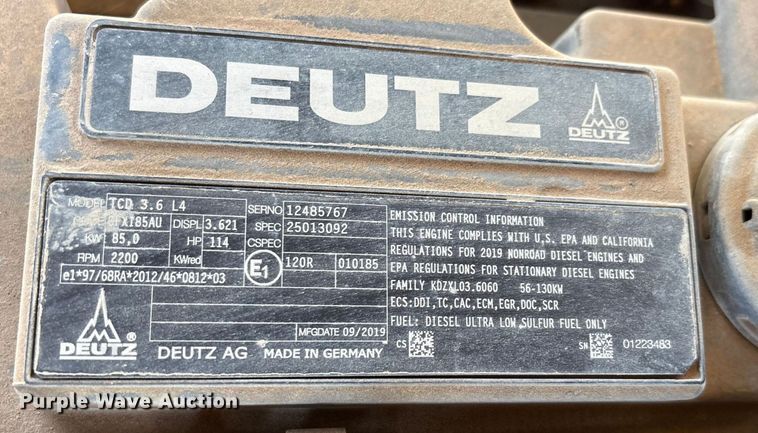 DEUTZ
DEUTZ
MODEL TCD 3.6 L4
DISPL 3.621
KW 85,0 HP 114
RPM 2200 KWred
e1*97/68RA*2012/46*0812*03
SERNO 12485767
SPEC 25013092
CSPEC
E1 120R 010185
MFGDATE 09/2019
DEUTZ®
DEUTZ AG MADE IN GERMANY
EMISSION CONTROL INFORMATION
THIS ENGINE COMPLIES WITH U.S. EPA AND CALIFORNIA
REGULATIONS FOR 2019 NONROAD DIESEL ENGINES AND
EPA REGULATIONS FOR STATIONARY DIESEL ENGINES
FAMILY KDZXL03.6060 56-130KW
ECS:DDI,TC,CAC,ECM,EGR,DOC,SCR
FUEL: DIESEL ULTRA LOW SULFUR FUEL ONLY
CS SN 01223483
Purple Wave Auction